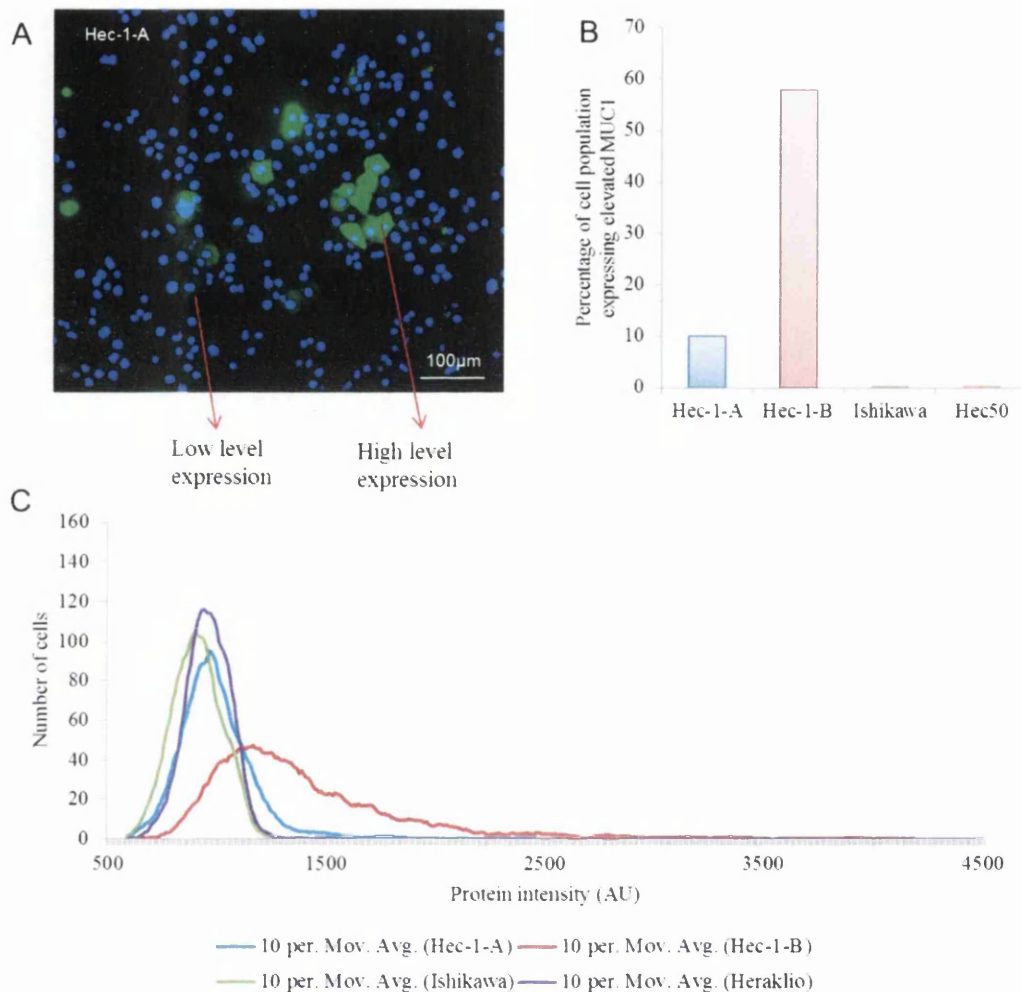 A
Hec-1-A
100µm
Low level
expression
High level
expression
B
Percentage of cell population
expressing elevated MUC1
70
60
50
40
30
20
10
0
Hec-1-A
Hec-1-B
Ishikawa
Hec50
C
Number of cells
160
140
120
100
80
60
40
20
0
500
1500
2500
3500
4500
Protein intensity (AU)
10 per. Mov. Avg. (Hec-1-A)
10 per. Mov. Avg. (Hec-1-B)
10 per. Mov. Avg. (Ishikawa)
10 per. Mov. Avg. (Heraklio)